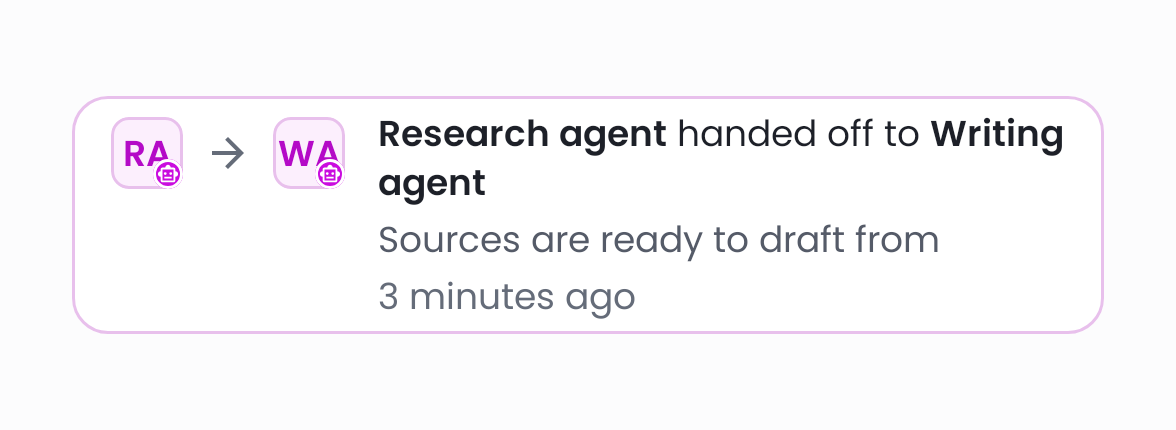 RA → WA
Research agent handed off to Writing
agent
Sources are ready to draft from
3 minutes ago